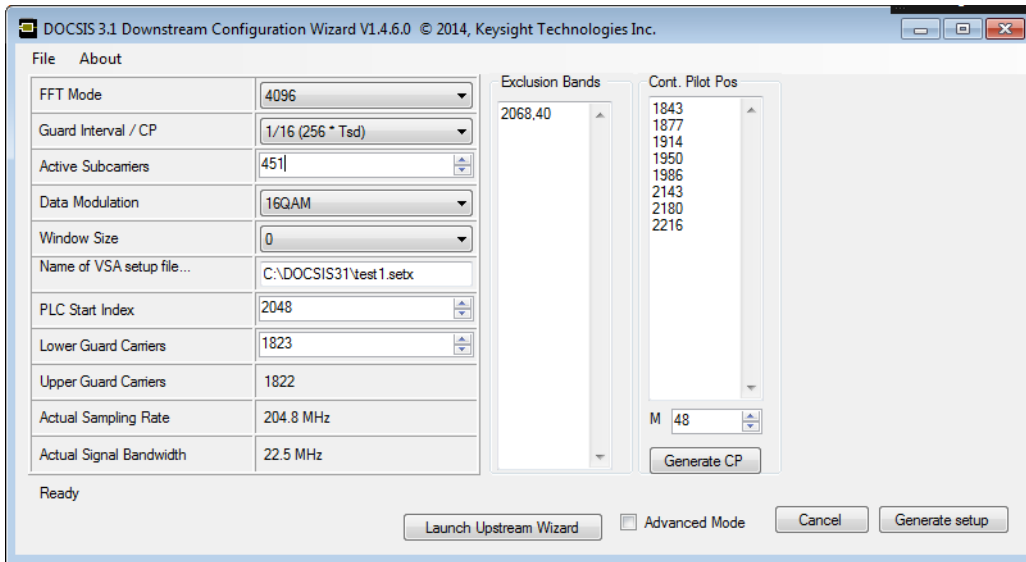 DOCSIS 3.1 Downstream Configuration Wizard V1.4.6.0 © 2014, Keysight Technologies Inc.
File About
FFT Mode 4096
Guard Interval / CP 1/16 (256 * Tsd)
Active Subcarriers 451
Data Modulation 16QAM
Window Size 0
Name of VSA setup file... C:\DOCSIS31\test1.setx
PLC Start Index 2048
Lower Guard Carriers 1823
Upper Guard Carriers 1822
Actual Sampling Rate 204.8 MHz
Actual Signal Bandwidth 22.5 MHz
Exclusion Bands
2068,40
Cont. Pilot Pos
1843
1877
1914
1950
1986
2143
2180
2216
M 48
Generate CP
Ready
Launch Upstream Wizard
Advanced Mode
Cancel
Generate setup